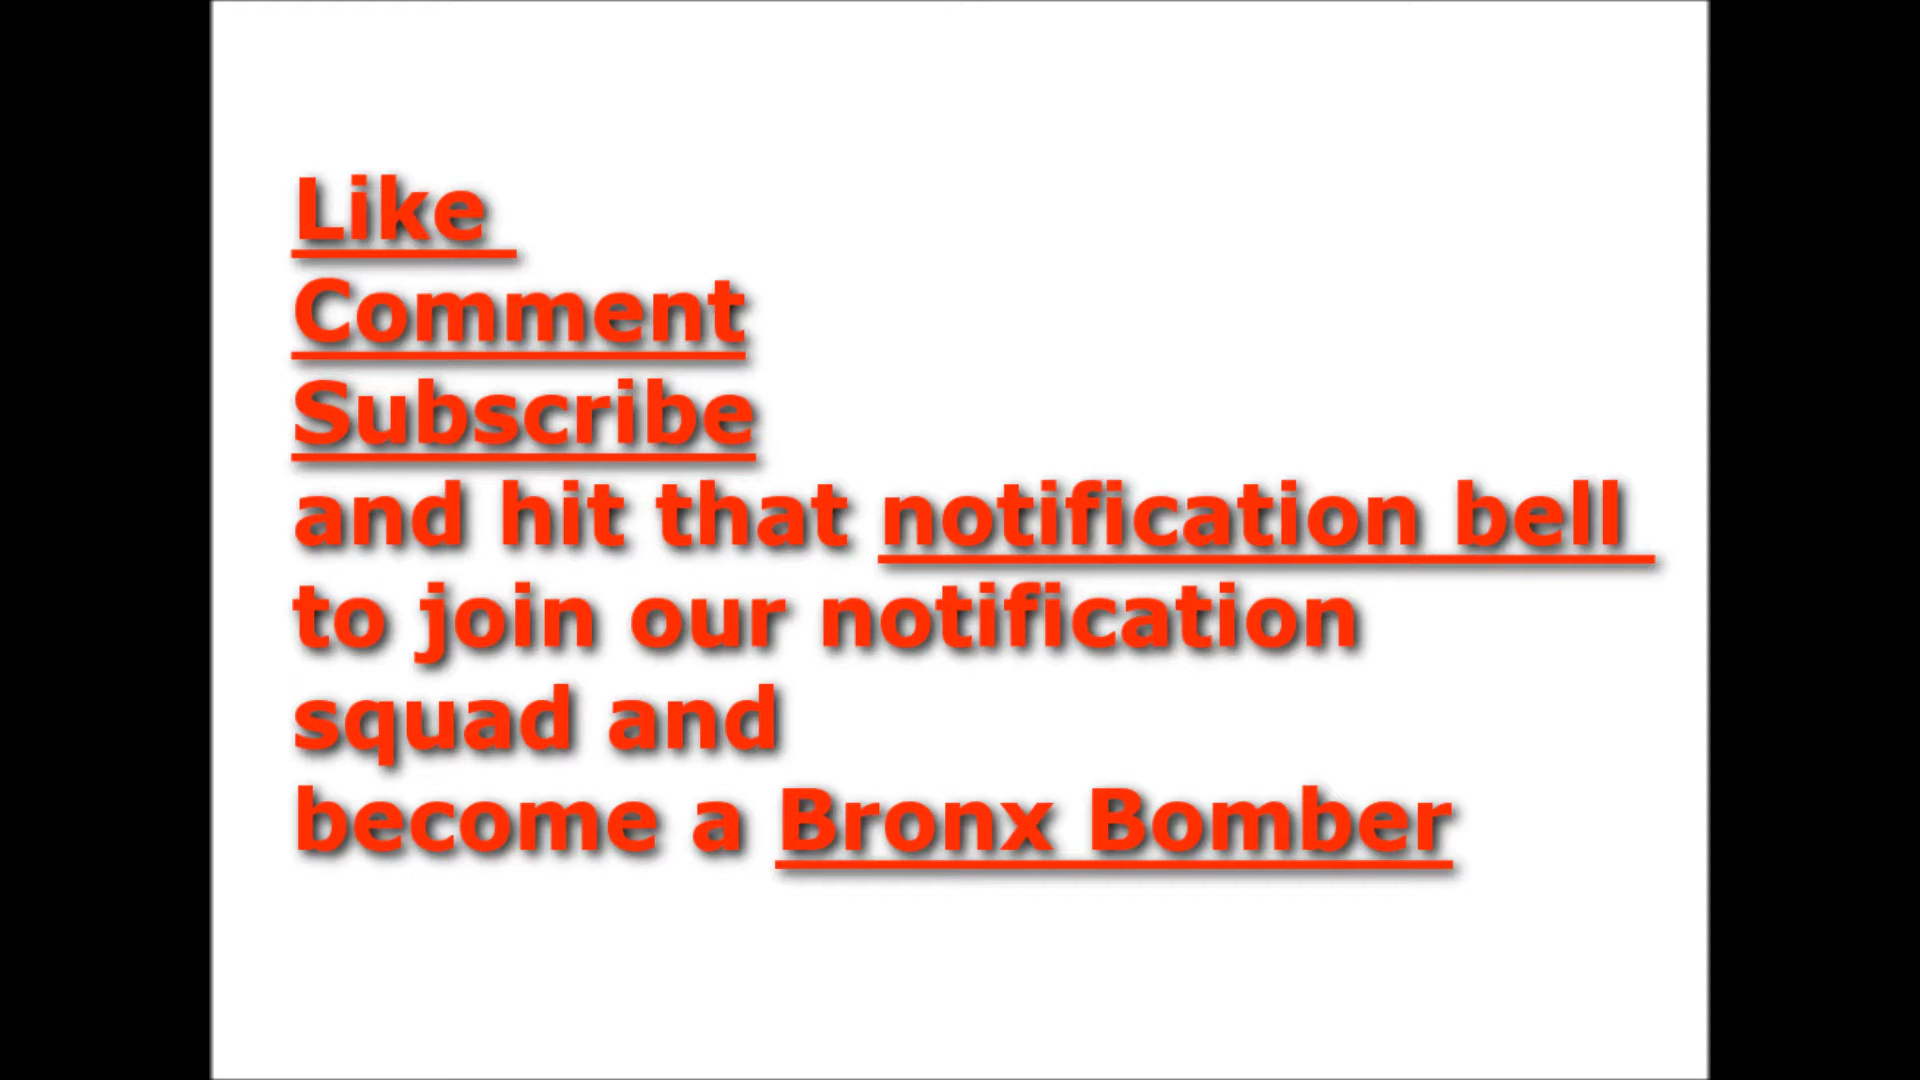 Like
Comment
Subscribe
and hit that notification bell
to join our notification
squad and
become a Bronx Bomber